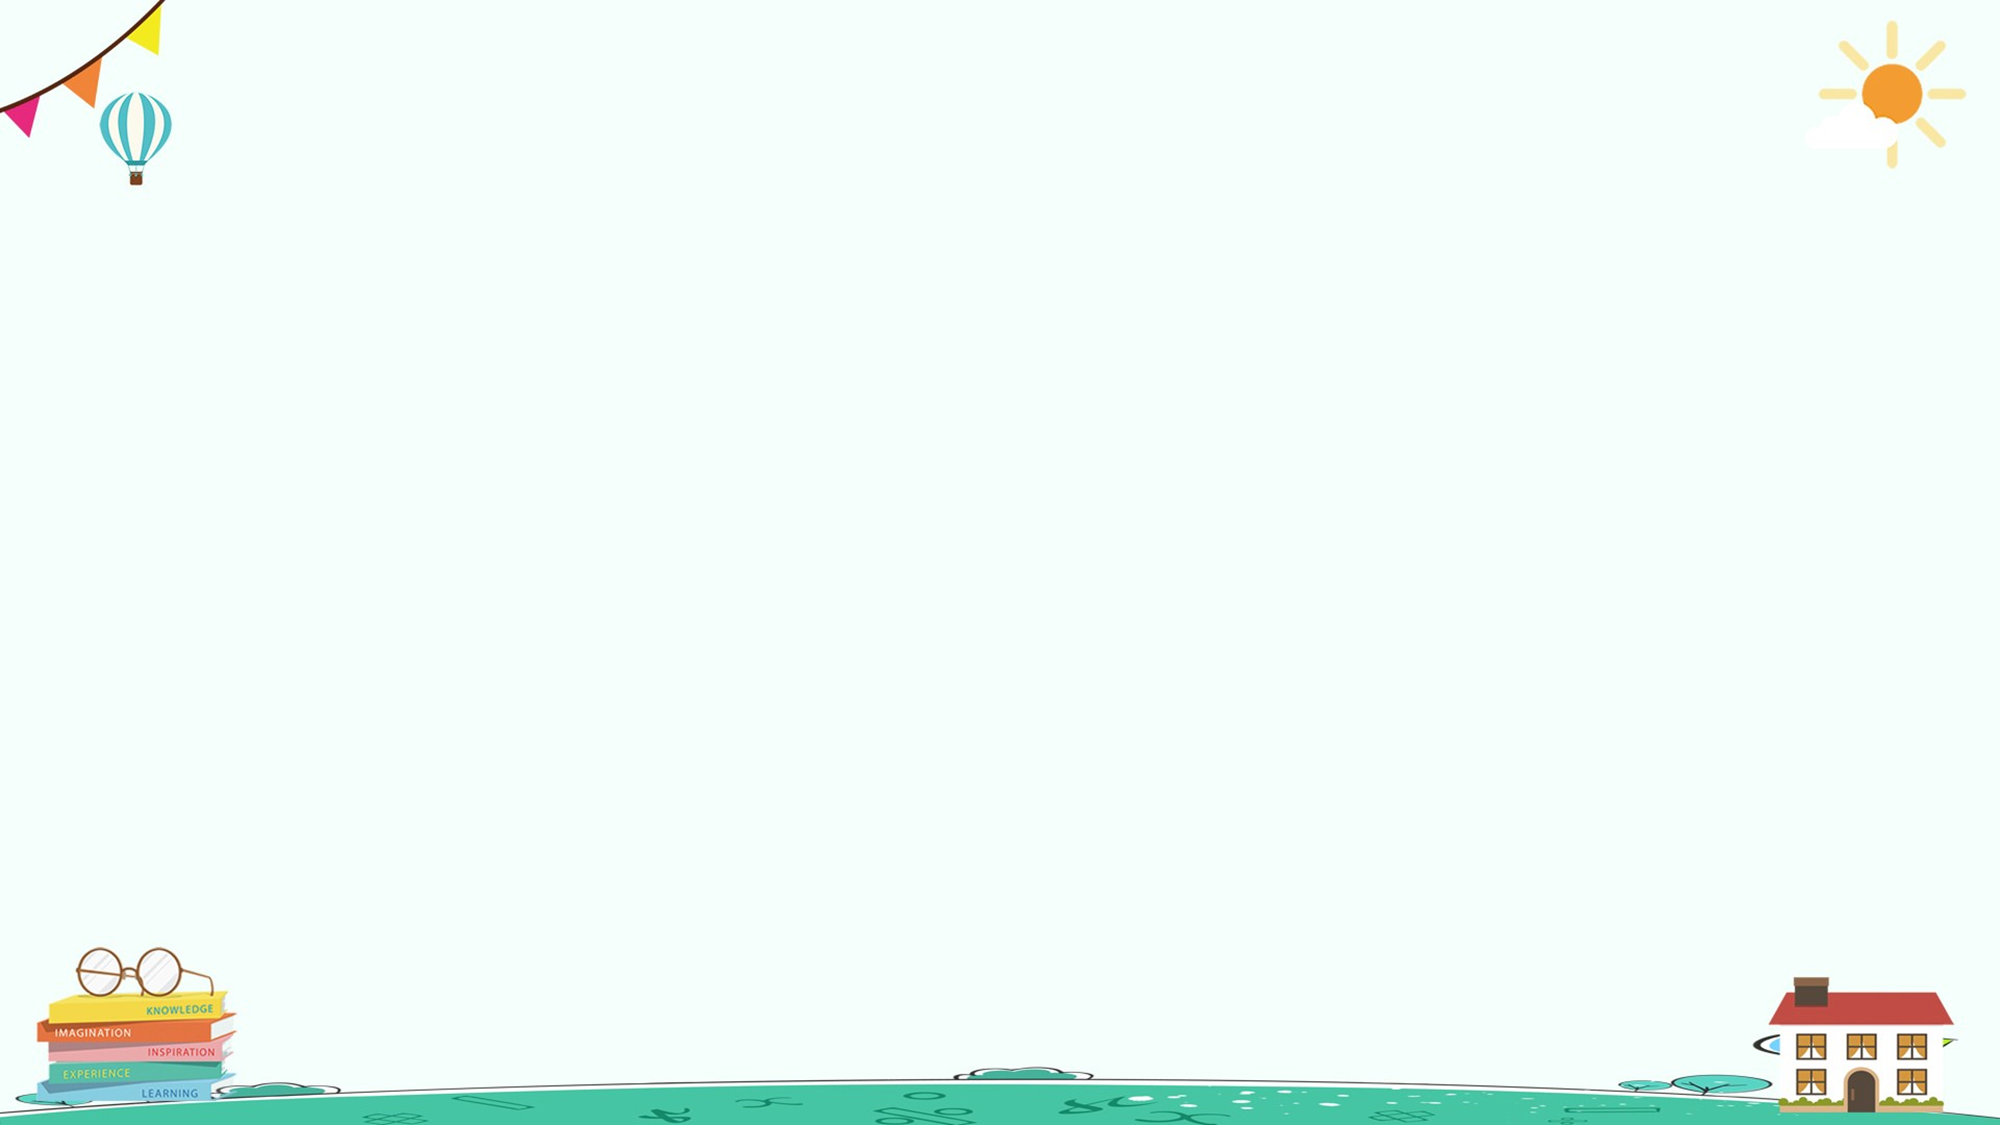 KNOWLEDGE
IMAGINATION
INSPIRATION
EXPERIENCE
LEARNING